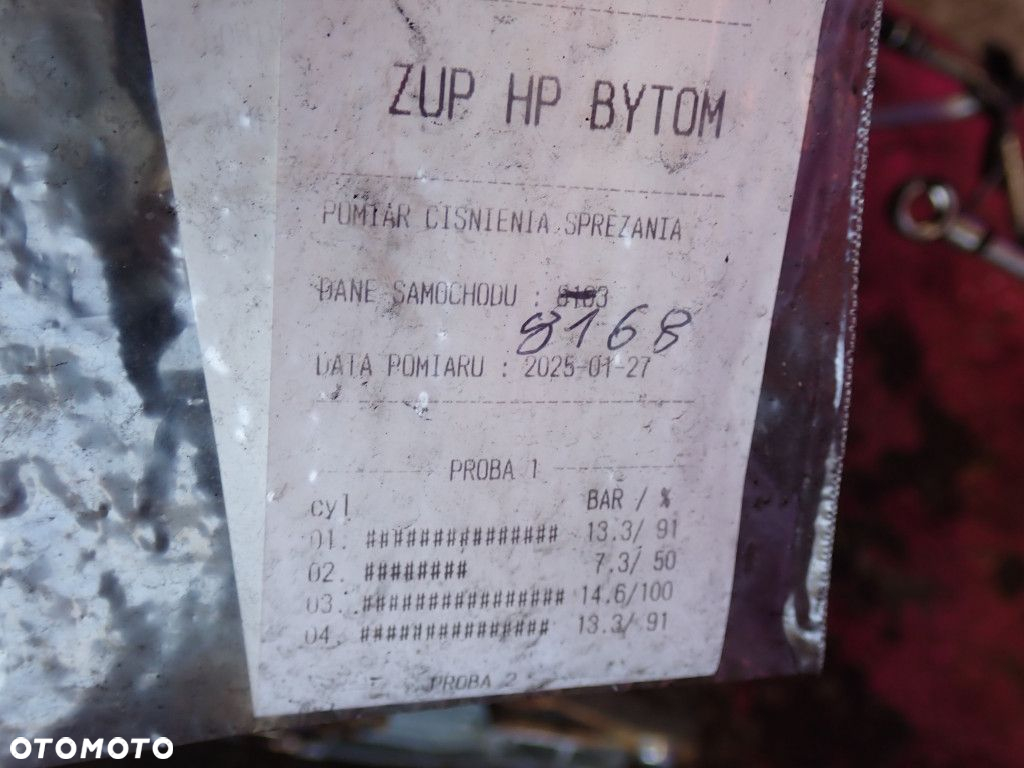 ZUP HP BYTOM
POMIAR CISNIENIA SPREZANIA
DANE SAMOCHODU : 8183
8168
DATA POMIARU : 2025-01-27
PROBA 1
cyl BAR / %
01. ############### 13.3/ 91
02. ######## 7.3/ 50
03. ################ 14.6/100
04. ############### 13.3/ 91
PROBA 2
OTOMOTO